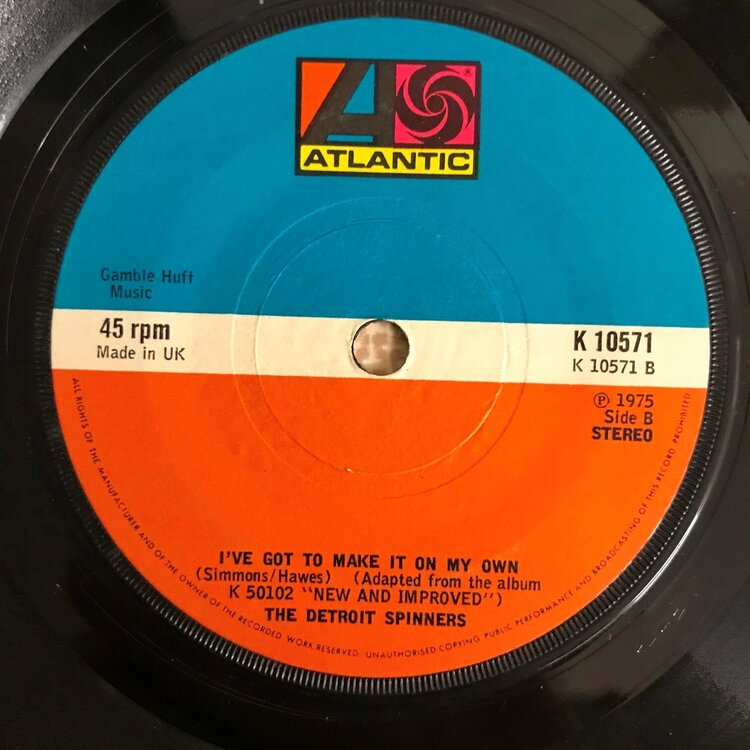 ATLANTIC
®
Gamble Huff
Music
45 rpm
Made in UK
K 10571
K 10571 B
℗ 1975
Side B
STEREO
I'VE GOT TO MAKE IT ON MY OWN
(Simmons/Hawes) (Adapted from the album
K 50102 "NEW AND IMPROVED")
THE DETROIT SPINNERS
ALL RIGHTS OF THE MANUFACTURER AND OF THE OWNER OF THE RECORDED WORK RESERVED. UNAUTHORISED COPYING PUBLIC PERFORMANCE AND BROADCASTING OF THIS RECORD PROHIBITED